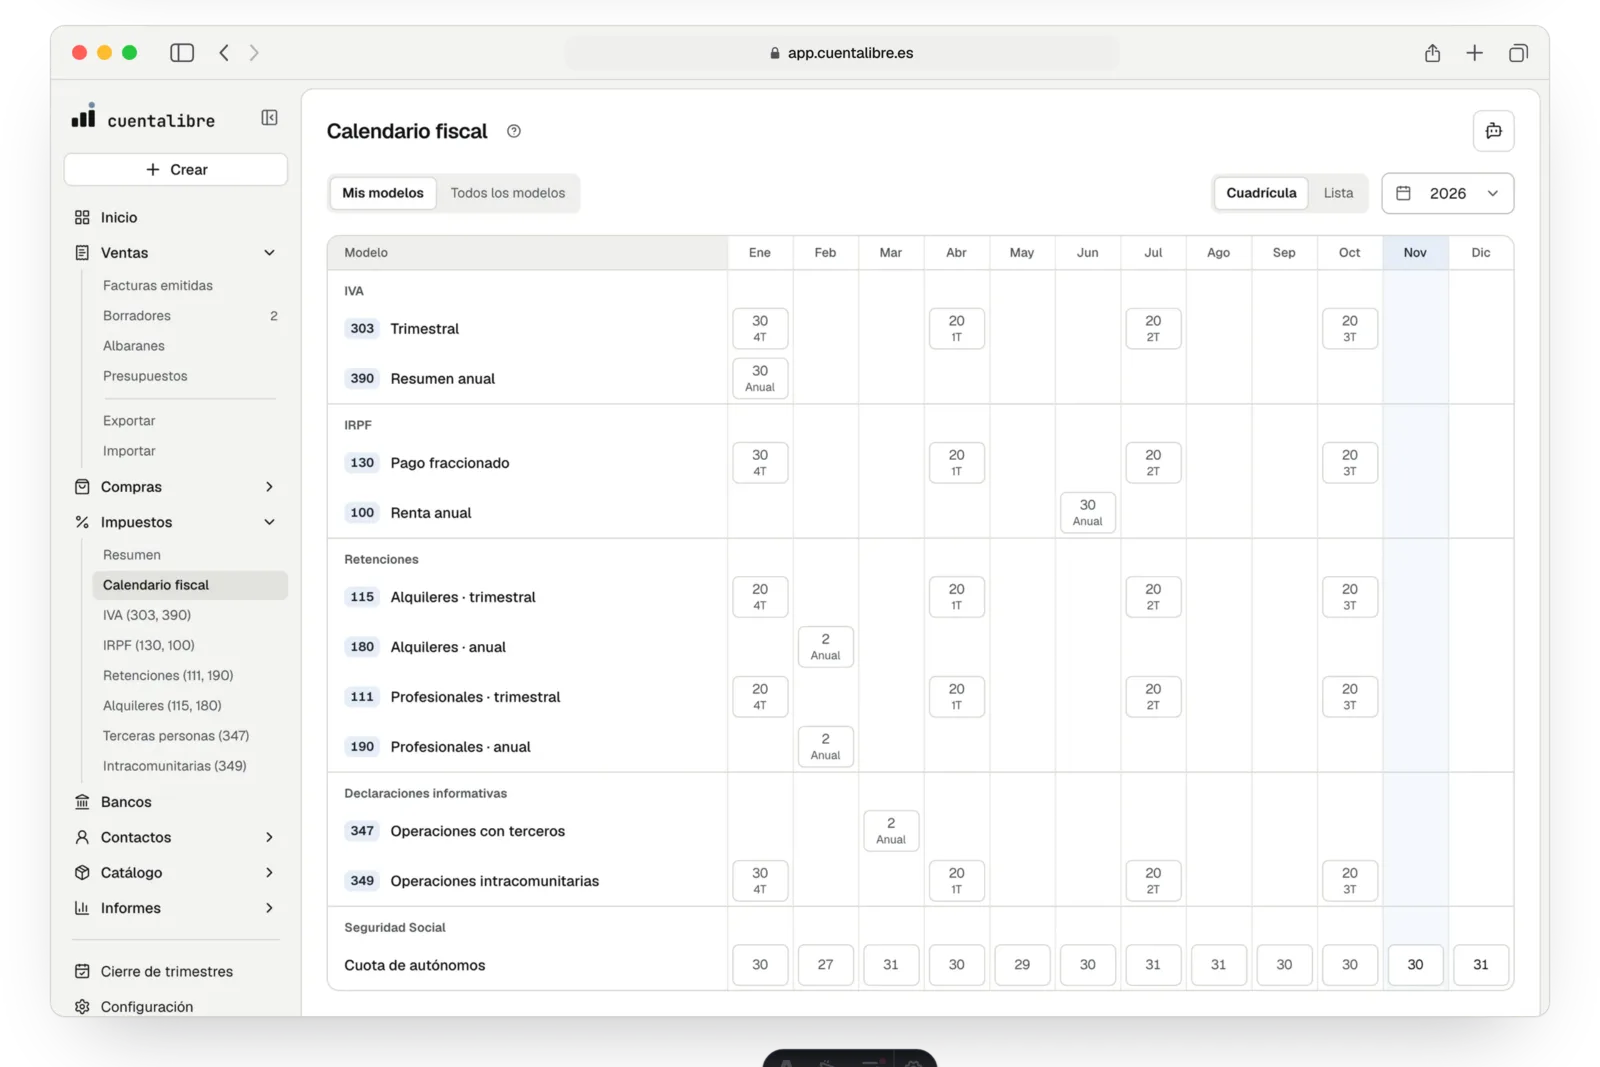 app.cuentalibre.es
cuentalibre
Crear
Inicio
Ventas
Facturas emitidas
Borradores 2
Albaranes
Presupuestos
Exportar
Importar
Compras
Impuestos
Resumen
Calendario fiscal
IVA (303, 390)
IRPF (130, 100)
Retenciones (111, 190)
Alquileres (115, 180)
Terceras personas (347)
Intracomunitarias (349)
Bancos
Contactos
Catálogo
Informes
Cierre de trimestres
Configuración
Calendario fiscal
Mis modelos Todos los modelos
Cuadrícula Lista 2026
Modelo Ene Feb Mar Abr May Jun Jul Ago Sep Oct Nov Dic
IVA
303 Trimestral 30 20 20 20
4T 1T 2T 3T
390 Resumen anual 30
Anual
IRPF
130 Pago fraccionado 30 20 20 20
4T 1T 2T 3T
100 Renta anual 30
Anual
Retenciones
115 Alquileres · trimestral 20 20 20 20
4T 1T 2T 3T
180 Alquileres · anual 2
Anual
111 Profesionales · trimestral 20 20 20 20
4T 1T 2T 3T
190 Profesionales · anual 2
Anual
Declaraciones informativas
347 Operaciones con terceros 2
Anual
349 Operaciones intracomunitarias 30 20 20 20
4T 1T 2T 3T
Seguridad Social
Cuota de autónomos 30 27 31 30 29 30 31 31 30 30 30 31